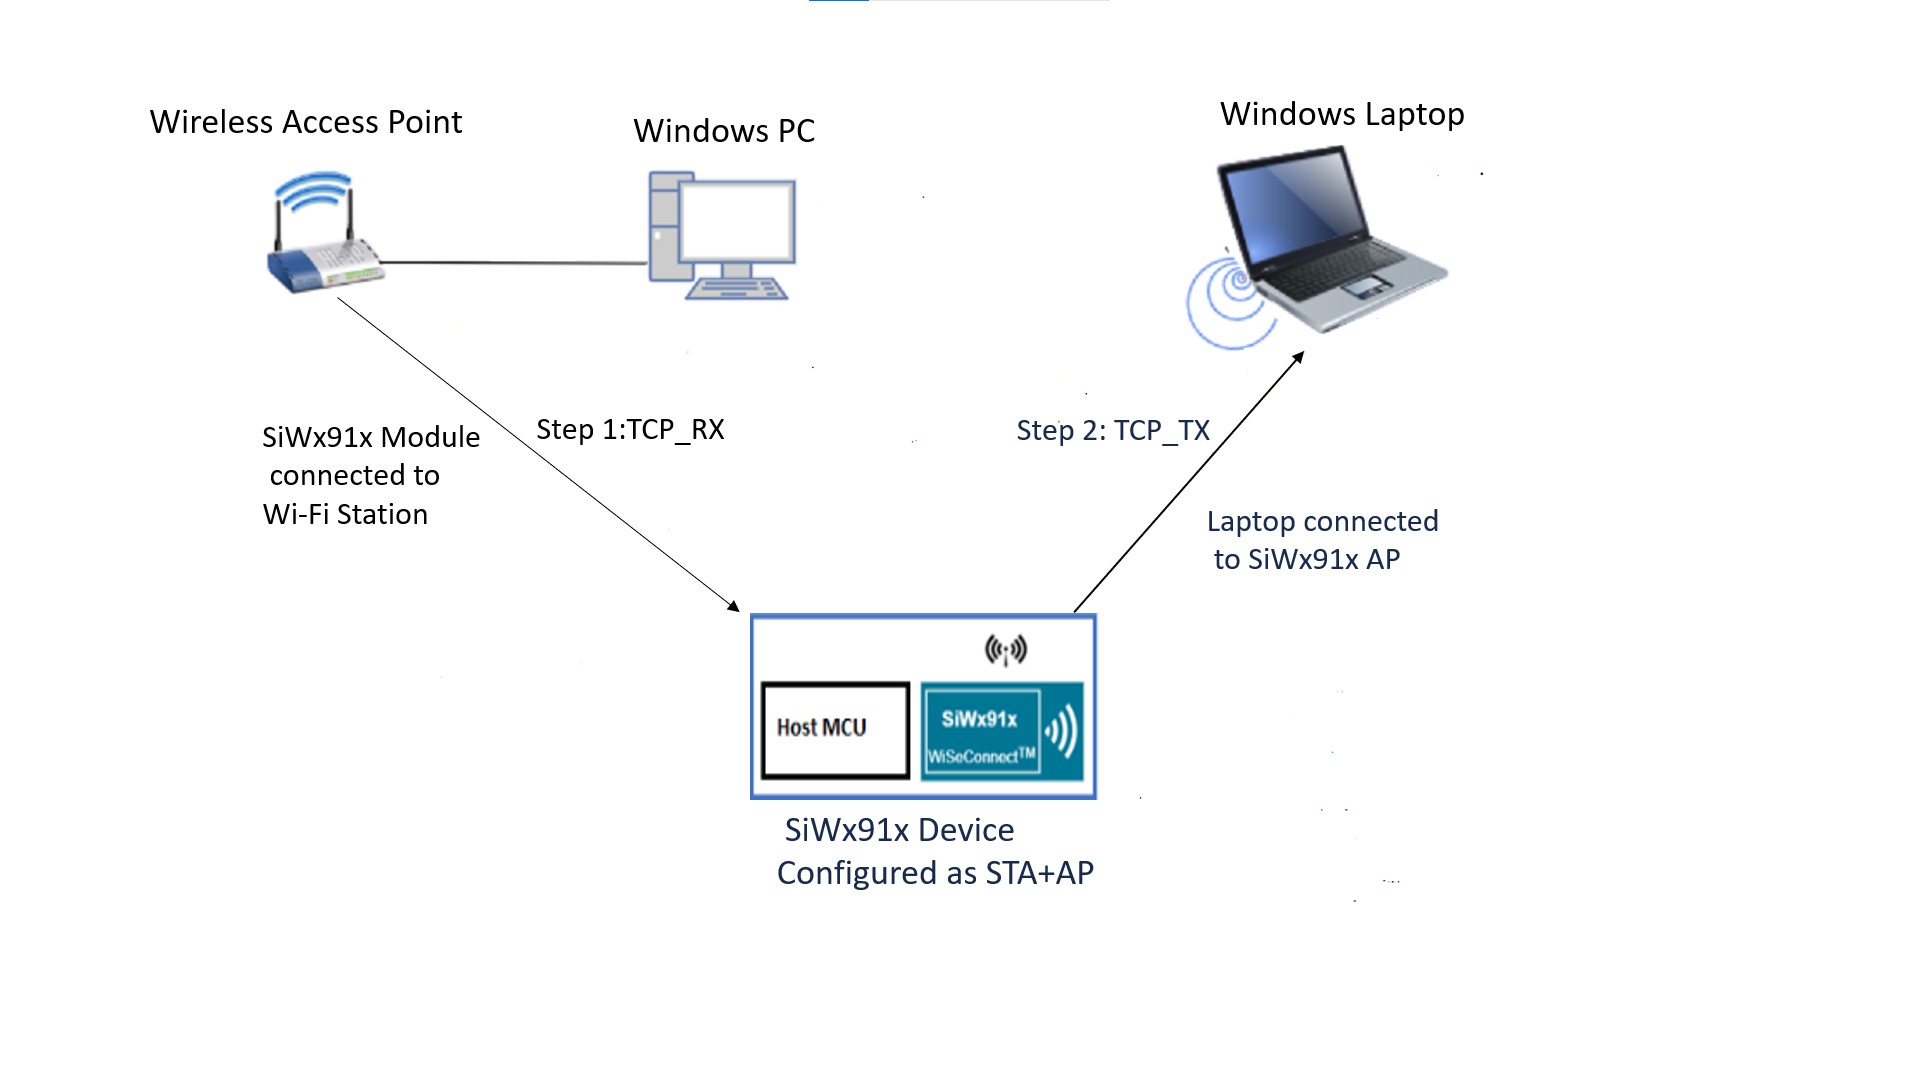 Wireless Access Point
Windows PC
Windows Laptop
SiWx91x Module
connected to
Wi-Fi Station
Step 1:TCP_RX
Step 2: TCP_TX
Laptop connected
to SiWx91x AP
Host MCU
SiWx91x
WiSeConnect™
SiWx91x Device
Configured as STA+AP